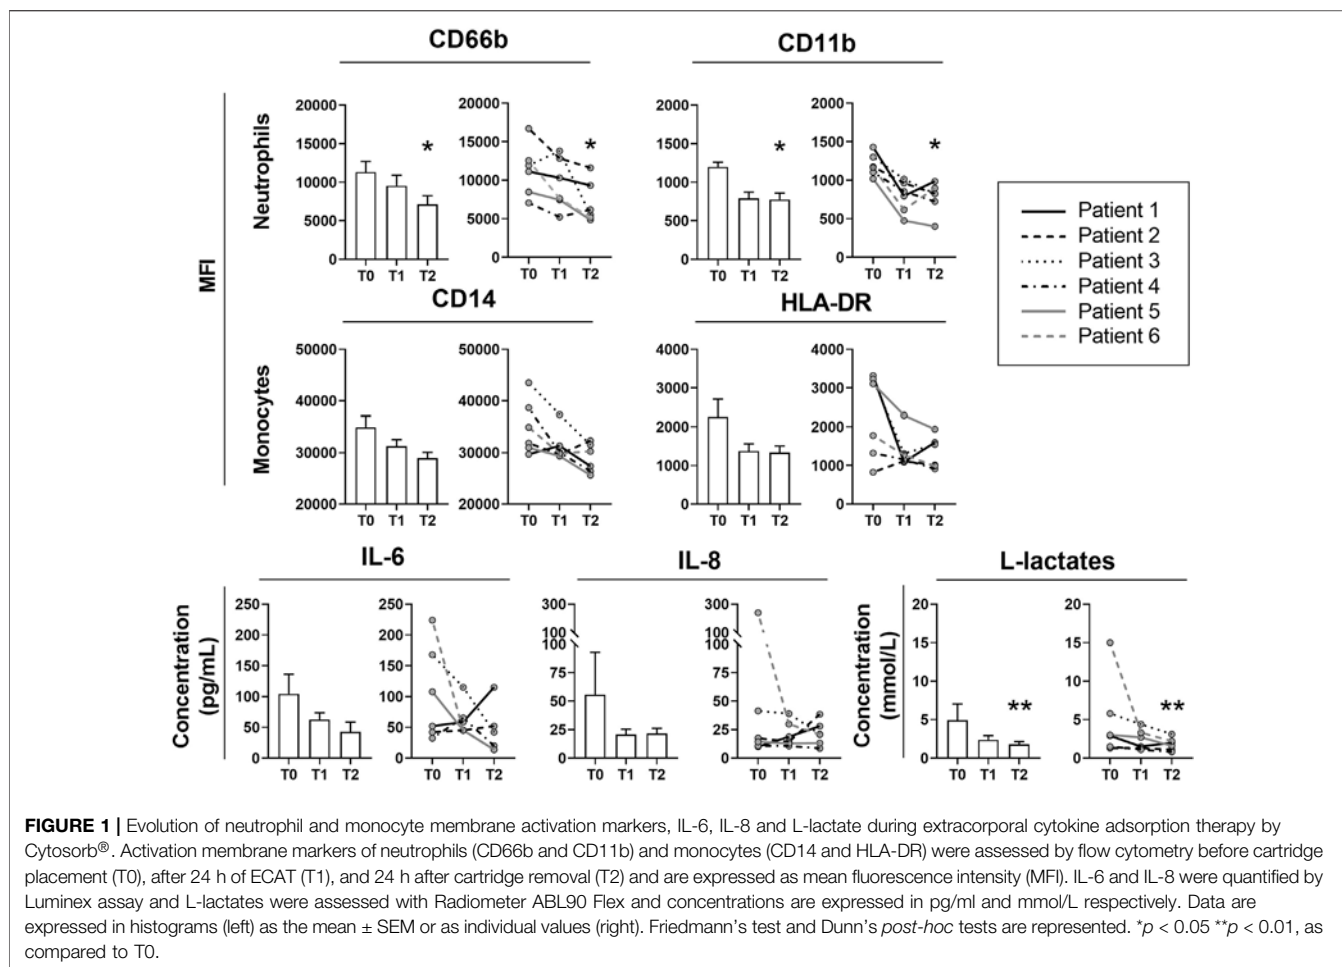 CD66b
CD11b
MFI
Neutrophils
20000
15000
10000
5000
0
*
T0 T1 T2
20000
15000
10000
5000
0
*
T0 T1 T2
2000
1500
1000
500
0
*
T0 T1 T2
2000
1500
1000
500
0
*
T0 T1 T2
Patient 1
Patient 2
Patient 3
Patient 4
Patient 5
Patient 6
CD14
HLA-DR
Monocytes
50000
40000
30000
20000
T0 T1 T2
50000
40000
30000
20000
T0 T1 T2
4000
3000
2000
1000
0
T0 T1 T2
4000
3000
2000
1000
0
T0 T1 T2
IL-6
IL-8
L-lactates
Concentration
(pg/mL)
250
200
150
100
50
0
T0 T1 T2
250
200
150
100
50
0
T0 T1 T2
300
100
100
75
50
25
0
T0 T1 T2
300
100
100
75
50
25
0
T0 T1 T2
Concentration
(mmol/L)
20
15
10
5
0
**
T0 T1 T2
20
15
10
5
0
**
T0 T1 T2
FIGURE 1 | Evolution of neutrophil and monocyte membrane activation markers, IL-6, IL-8 and L-lactate during extracorporal cytokine adsorption therapy by
Cytosorb®. Activation membrane markers of neutrophils (CD66b and CD11b) and monocytes (CD14 and HLA-DR) were assessed by flow cytometry before cartridge
placement (T0), after 24 h of ECAT (T1), and 24 h after cartridge removal (T2) and are expressed as mean fluorescence intensity (MFI). IL-6 and IL-8 were quantified by
Luminex assay and L-lactates were assessed with Radiometer ABL90 Flex and concentrations are expressed in pg/ml and mmol/L respectively. Data are
expressed in histograms (left) as the mean ± SEM or as individual values (right). Friedmann's test and Dunn's post-hoc tests are represented. *p < 0.05 **p < 0.01, as
compared to T0.